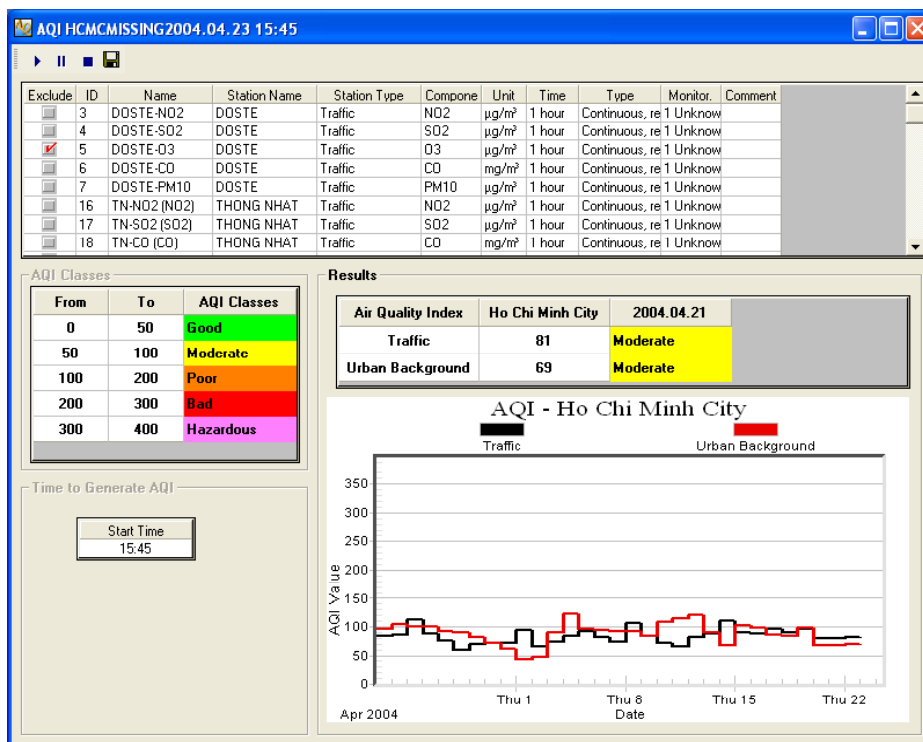 AQI HCMCMISSING2004.04.23 15:45
Exclude ID Name Station Name Station Type Compone Unit Time Type Monitor. Comment
3 DOSTE-NO2 DOSTE Traffic NO2 µg/m³ 1 hour Continuous, re 1 Unknow
4 DOSTE-SO2 DOSTE Traffic SO2 µg/m³ 1 hour Continuous, re 1 Unknow
5 DOSTE-O3 DOSTE Traffic O3 µg/m³ 1 hour Continuous, re 1 Unknow
6 DOSTE-CO DOSTE Traffic CO mg/m³ 1 hour Continuous, re 1 Unknow
7 DOSTE-PM10 DOSTE Traffic PM10 µg/m³ 1 hour Continuous, re 1 Unknow
16 TN-NO2 (NO2) THONG NHAT Traffic NO2 µg/m³ 1 hour Continuous, re 1 Unknow
17 TN-SO2 (SO2) THONG NHAT Traffic SO2 µg/m³ 1 hour Continuous, re 1 Unknow
18 TN-CO (CO) THONG NHAT Traffic CO mg/m³ 1 hour Continuous, re 1 Unknow
AQI Classes
From To AQI Classes
0 50 Good
50 100 Moderate
100 200 Poor
200 300 Bad
300 400 Hazardous
Time to Generate AQI
Start Time
15:45
Results
Air Quality Index Ho Chi Minh City 2004.04.21
Traffic 81 Moderate
Urban Background 69 Moderate
AQI - Ho Chi Minh City
Traffic Urban Background
AQI Value
350
300
250
200
150
100
50
0
Thu 1 Thu 8 Thu 15 Thu 22
Apr 2004 Date